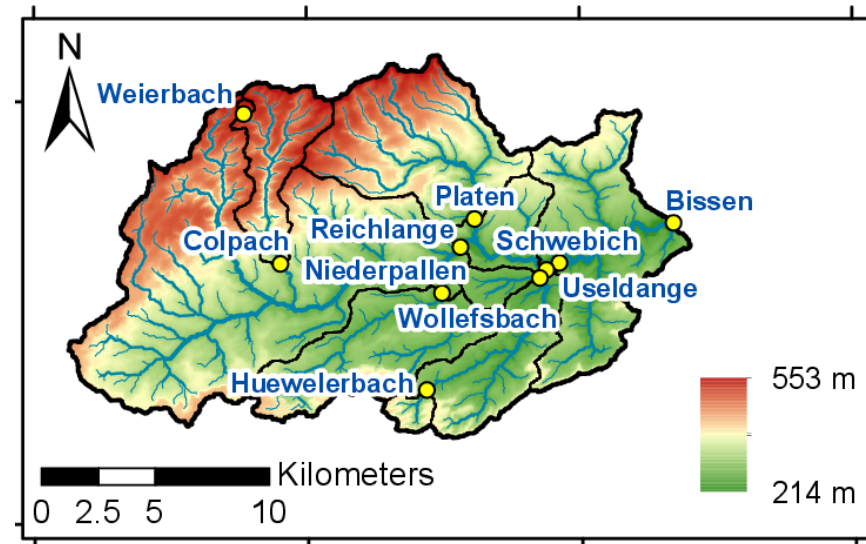 N
Weierbach
Platen
Bissen
Reichlange
Schwebich
Colpach
Niederpallen
Useldange
Wollefsbach
Huewelerbach
553 m
Kilometers
214 m
0 2.5 5 10